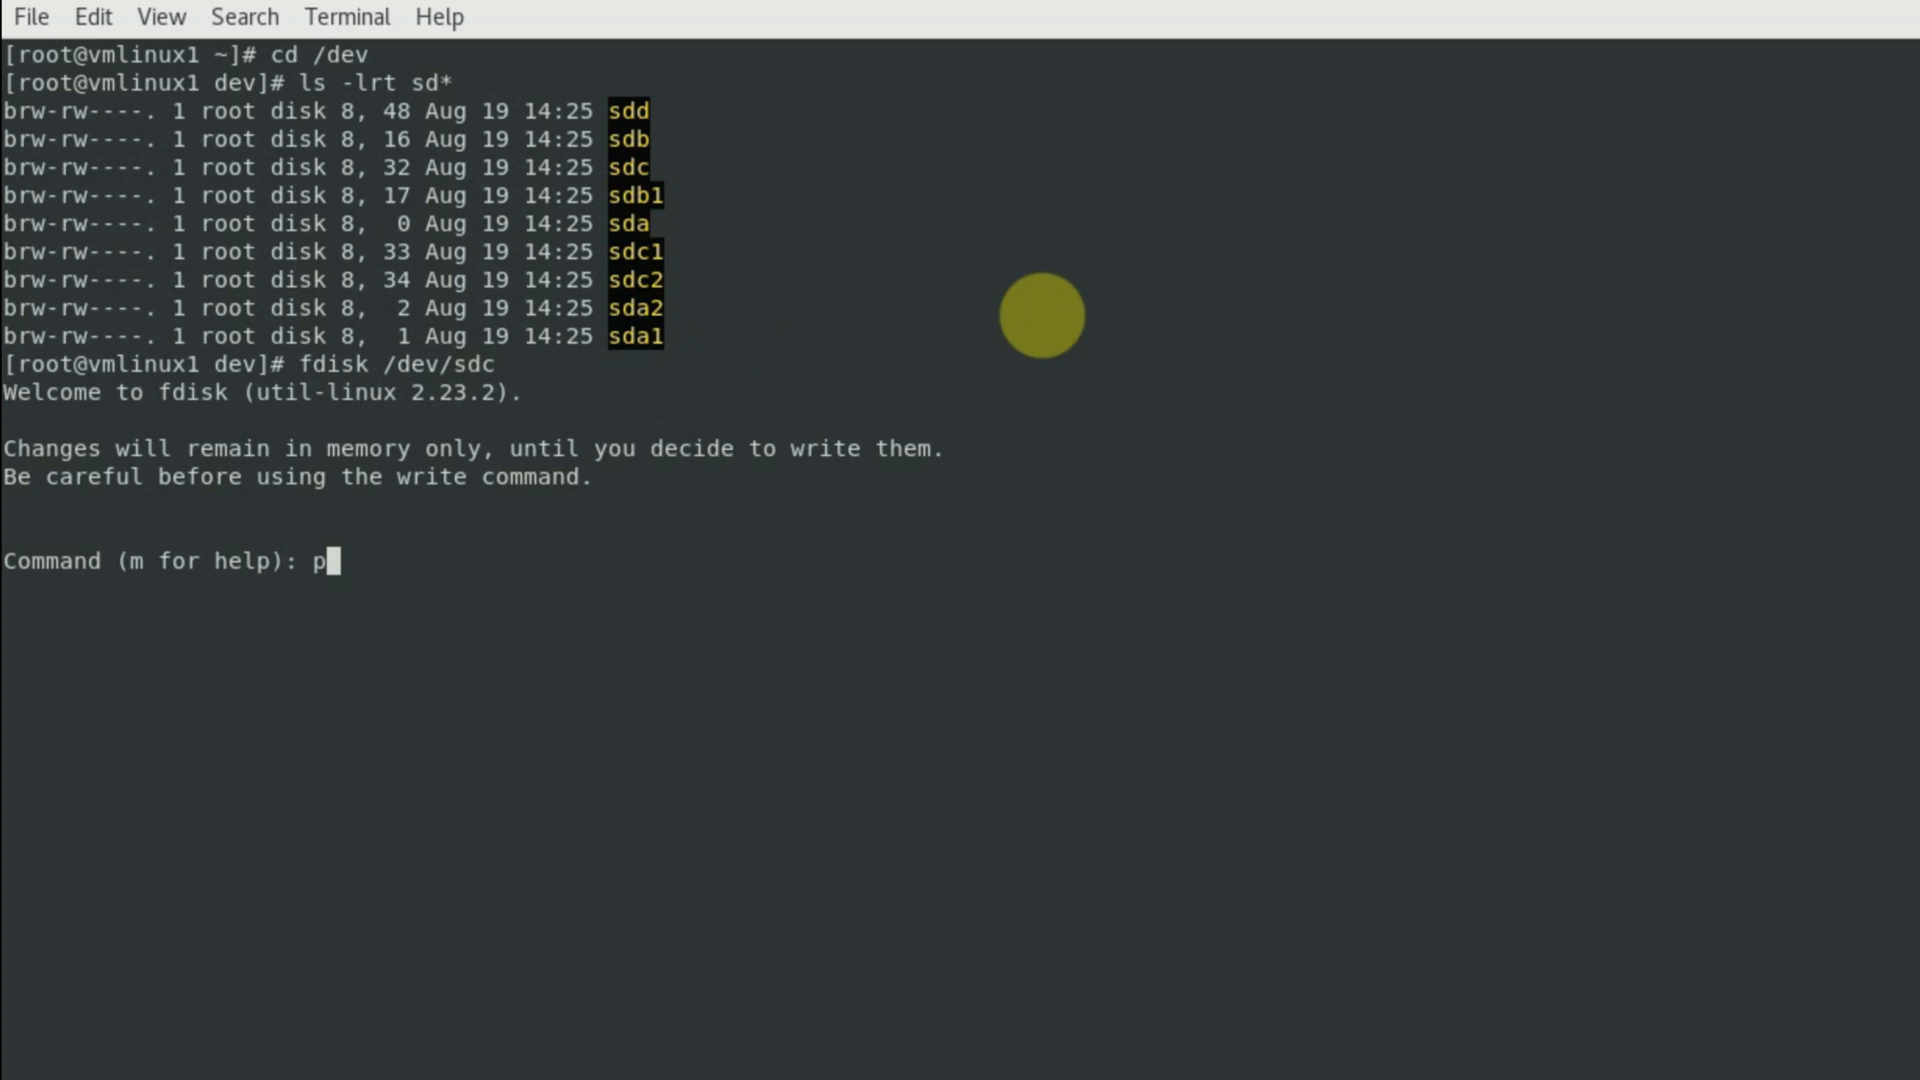 File Edit View Search Terminal Help
[root@vmlinux1 ~]# cd /dev
[root@vmlinux1 dev]# ls -lrt sd*
brw-rw----. 1 root disk 8, 48 Aug 19 14:25 sdd
brw-rw----. 1 root disk 8, 16 Aug 19 14:25 sdb
brw-rw----. 1 root disk 8, 32 Aug 19 14:25 sdc
brw-rw----. 1 root disk 8, 17 Aug 19 14:25 sdb1
brw-rw----. 1 root disk 8,  0 Aug 19 14:25 sda
brw-rw----. 1 root disk 8, 33 Aug 19 14:25 sdc1
brw-rw----. 1 root disk 8, 34 Aug 19 14:25 sdc2
brw-rw----. 1 root disk 8,  2 Aug 19 14:25 sda2
brw-rw----. 1 root disk 8,  1 Aug 19 14:25 sda1
[root@vmlinux1 dev]# fdisk /dev/sdc
Welcome to fdisk (util-linux 2.23.2).
Changes will remain in memory only, until you decide to write them.
Be careful before using the write command.
Command (m for help): p